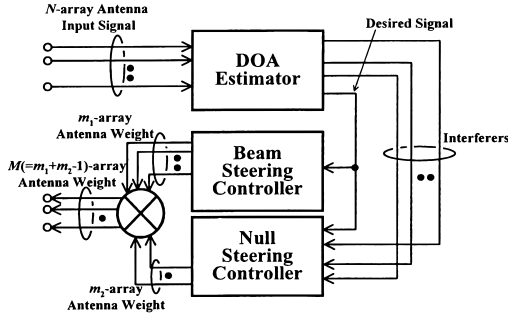 N-array Antenna
Input Signal
Desired Signal
DOA
Estimator
m₁-array
Antenna Weight
Interferers
M(=m₁+m₂-1)-array
Antenna Weight
Beam
Steering
Controller
Null
Steering
Controller
m₂-array
Antenna Weight